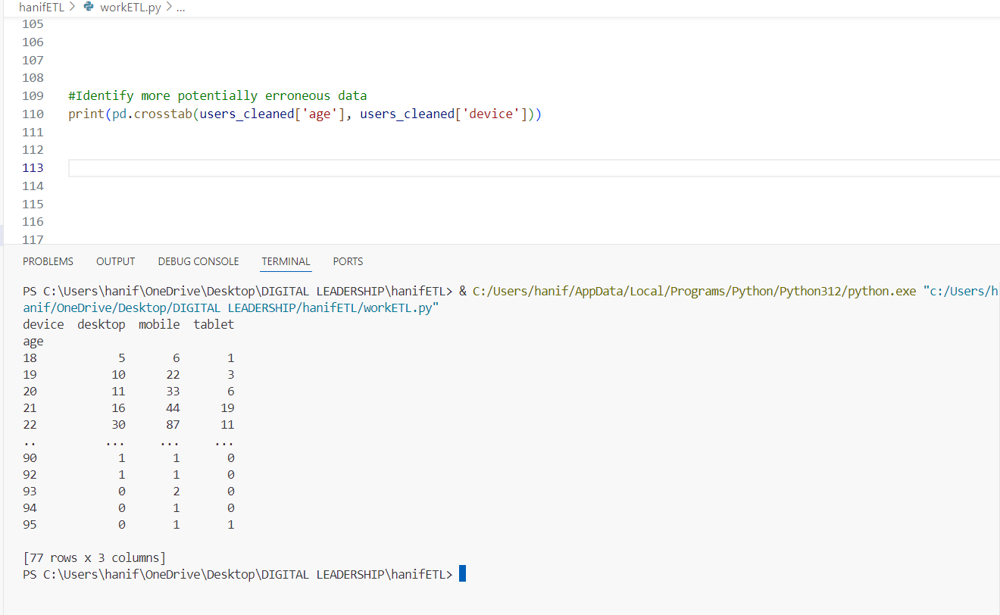 hanifETL > workETL.py > ...
105
106
107
108
109 #Identify more potentially erroneous data
110 print(pd.crosstab(users_cleaned['age'], users_cleaned['device']))
111
112
113
114
115
116
117
PROBLEMS OUTPUT DEBUG CONSOLE TERMINAL PORTS
PS C:\Users\hanif\OneDrive\Desktop\DIGITAL LEADERSHIP\hanifETL> & C:/Users/hanif/AppData/Local/Programs/Python/Python312/python.exe "c:/Users/h
anif/OneDrive/Desktop/DIGITAL LEADERSHIP/hanifETL/workETL.py"
device desktop mobile tablet
age
18 5 6 1
19 10 22 3
20 11 33 6
21 16 44 19
22 30 87 11
.. ... ... ...
90 1 1 0
92 1 1 0
93 0 2 0
94 0 1 0
95 0 1 1
[77 rows x 3 columns]
PS C:\Users\hanif\OneDrive\Desktop\DIGITAL LEADERSHIP\hanifETL>